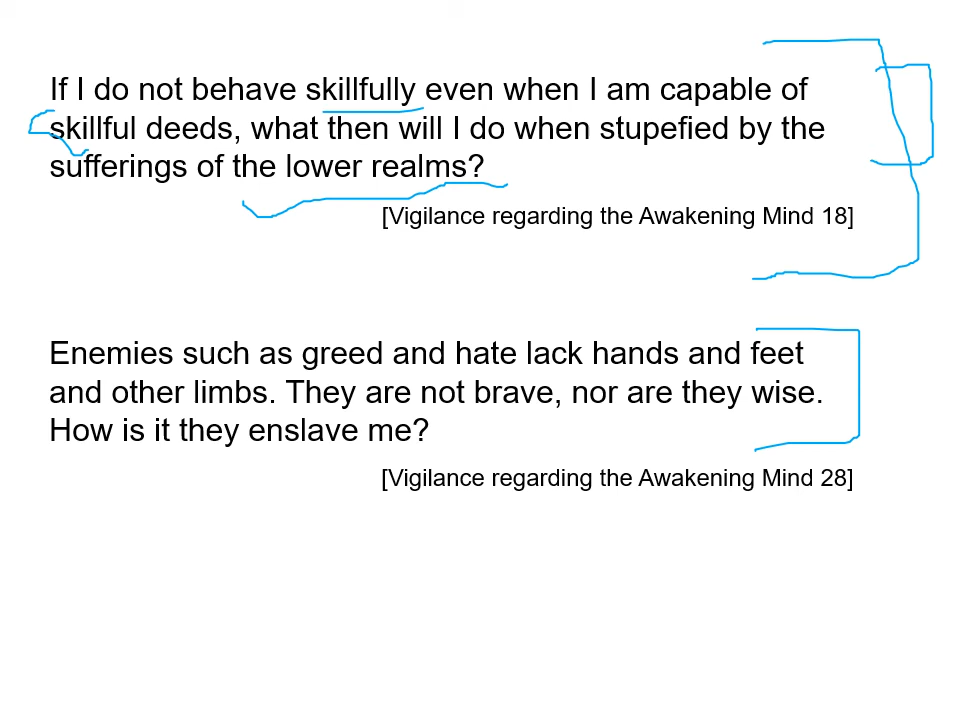 If I do not behave skillfully even when I am capable of
skillful deeds, what then will I do when stupefied by the
sufferings of the lower realms?
[Vigilance regarding the Awakening Mind 18]
Enemies such as greed and hate lack hands and feet
and other limbs. They are not brave, nor are they wise.
How is it they enslave me?
[Vigilance regarding the Awakening Mind 28]